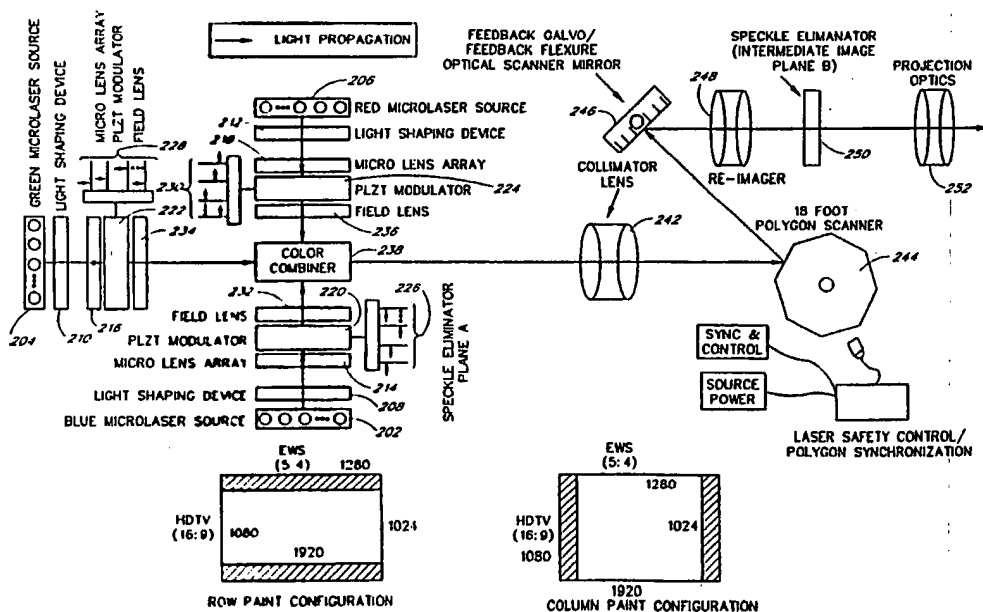 LIGHT PROPAGATION
GREEN MICROLASER SOURCE
LIGHT SHAPING DEVICE
MICRO LENS ARRAY
PLZT MODULATOR
FIELD LENS
228
230
222
234
204
210
216
206
RED MICROLASER SOURCE
212
LIGHT SHAPING DEVICE
218
MICRO LENS ARRAY
PLZT MODULATOR
224
FIELD LENS
236
COLOR
COMBINER
238
232
220
226
FIELD LENS
PLZT MODULATOR
MICRO LENS ARRAY
214
SPECKLE ELIMINATOR
PLANE A
LIGHT SHAPING DEVICE
208
BLUE MICROLASER SOURCE
202
FEEDBACK GALVO/
FEEDBACK FLEXURE
OPTICAL SCANNER MIRROR
246
248
RE-IMAGER
SPECKLE ELIMANATOR
(INTERMEDIATE IMAGE
PLANE B)
250
PROJECTION
OPTICS
252
COLLIMATOR
LENS
242
18 FOOT
POLYGON SCANNER
244
SYNC &
CONTROL
SOURCE
POWER
LASER SAFETY CONTROL/
POLYGON SYNCHRONIZATION
EWS
(5:4)
1280
HDTV
(16:9)
1080
1024
1920
ROW PAINT CONFIGURATION
EWS
(5:4)
1280
HDTV
(16:9)
1080
1024
1920
COLUMN PAINT CONFIGURATION